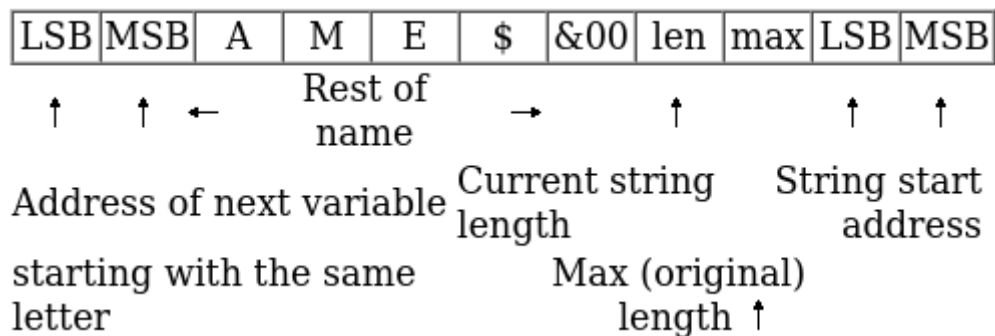 LSB MSB A M E $ &00 len max LSB MSB
Rest of
name
Address of next variable
Current string
length
String start
address
starting with the same
letter
Max (original)
length